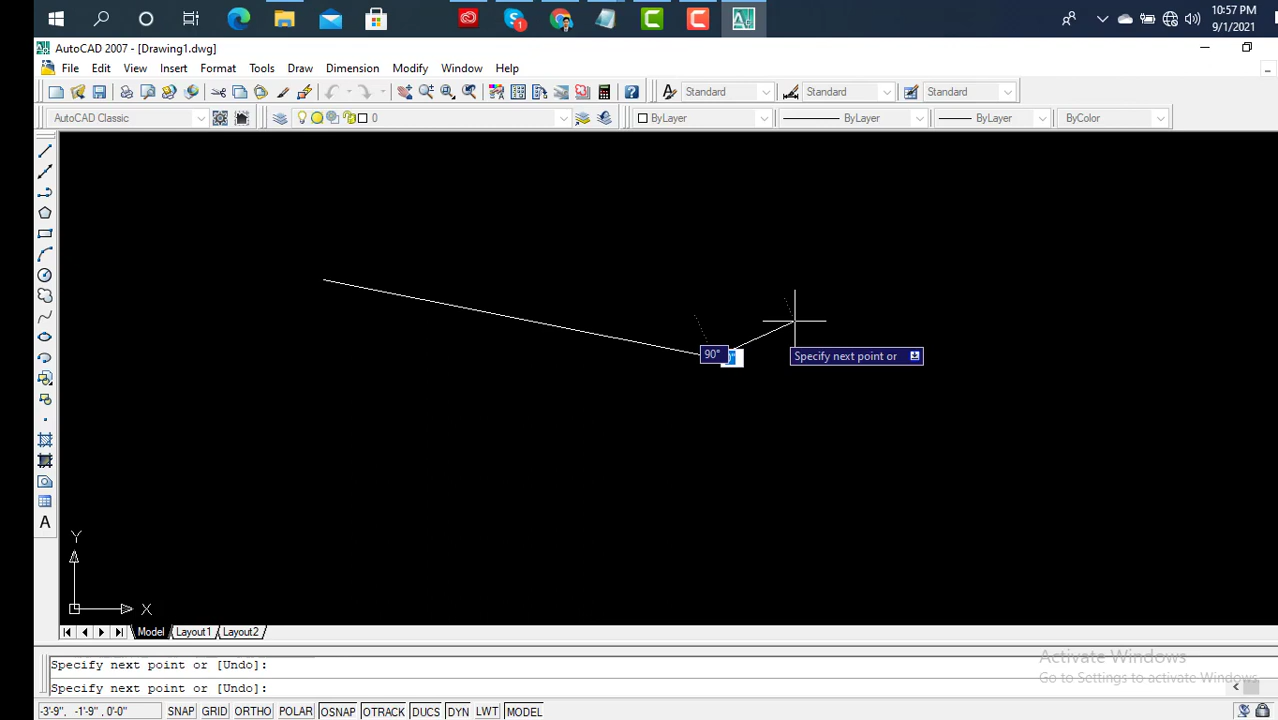 10:57 PM
9/1/2021
AutoCAD 2007 - [Drawing1.dwg]
File Edit View Insert Format Tools Draw Dimension Modify Window Help
Standard Standard Standard
AutoCAD Classic 0 ByLayer ByLayer ByLayer ByColor
90°
Specify next point or
Y
X
A
Model Layout1 Layout2
Specify next point or [Undo]:
Activate Windows
Go to Settings to activate Windows.
Specify next point or [Undo]:
-3'-9", -1'-9", 0'-0" SNAP GRID ORTHO POLAR OSNAP OTRACK DUCS DYN LWT MODEL